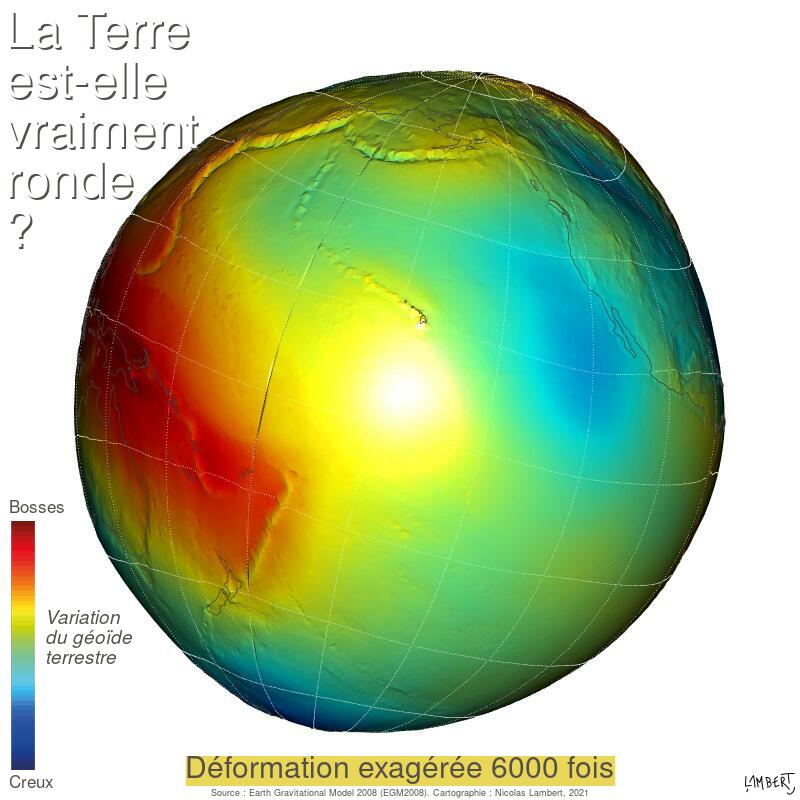 La Terre
est-elle
vraiment
ronde
?
Bosses
Variation
du géoïde
terrestre
Creux
Déformation exagérée 6000 fois
Source : Earth Gravitational Model 2008 (EGM2008). Cartographie : Nicolas Lambert, 2021
LAMBERT